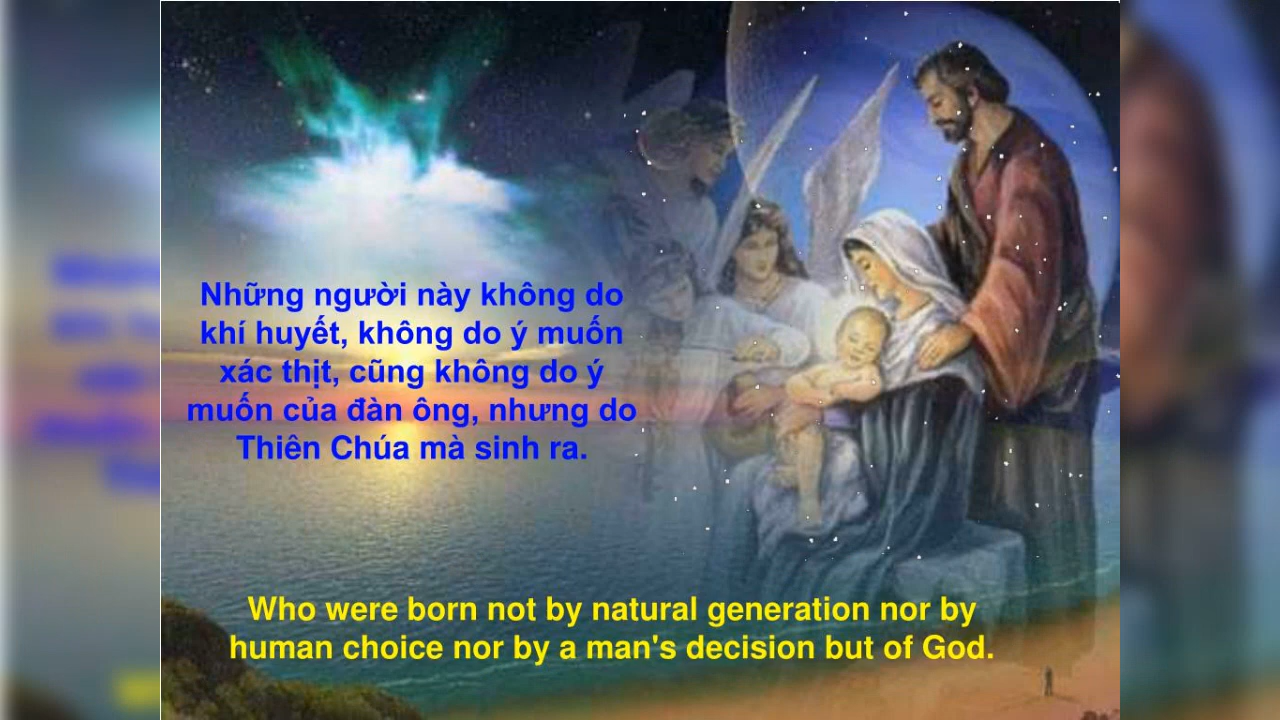 Những người này không do
khí huyết, không do ý muốn
xác thịt, cũng không do ý
muốn của đàn ông, nhưng do
Thiên Chúa mà sinh ra.
Who were born not by natural generation nor by
human choice nor by a man's decision but of God.